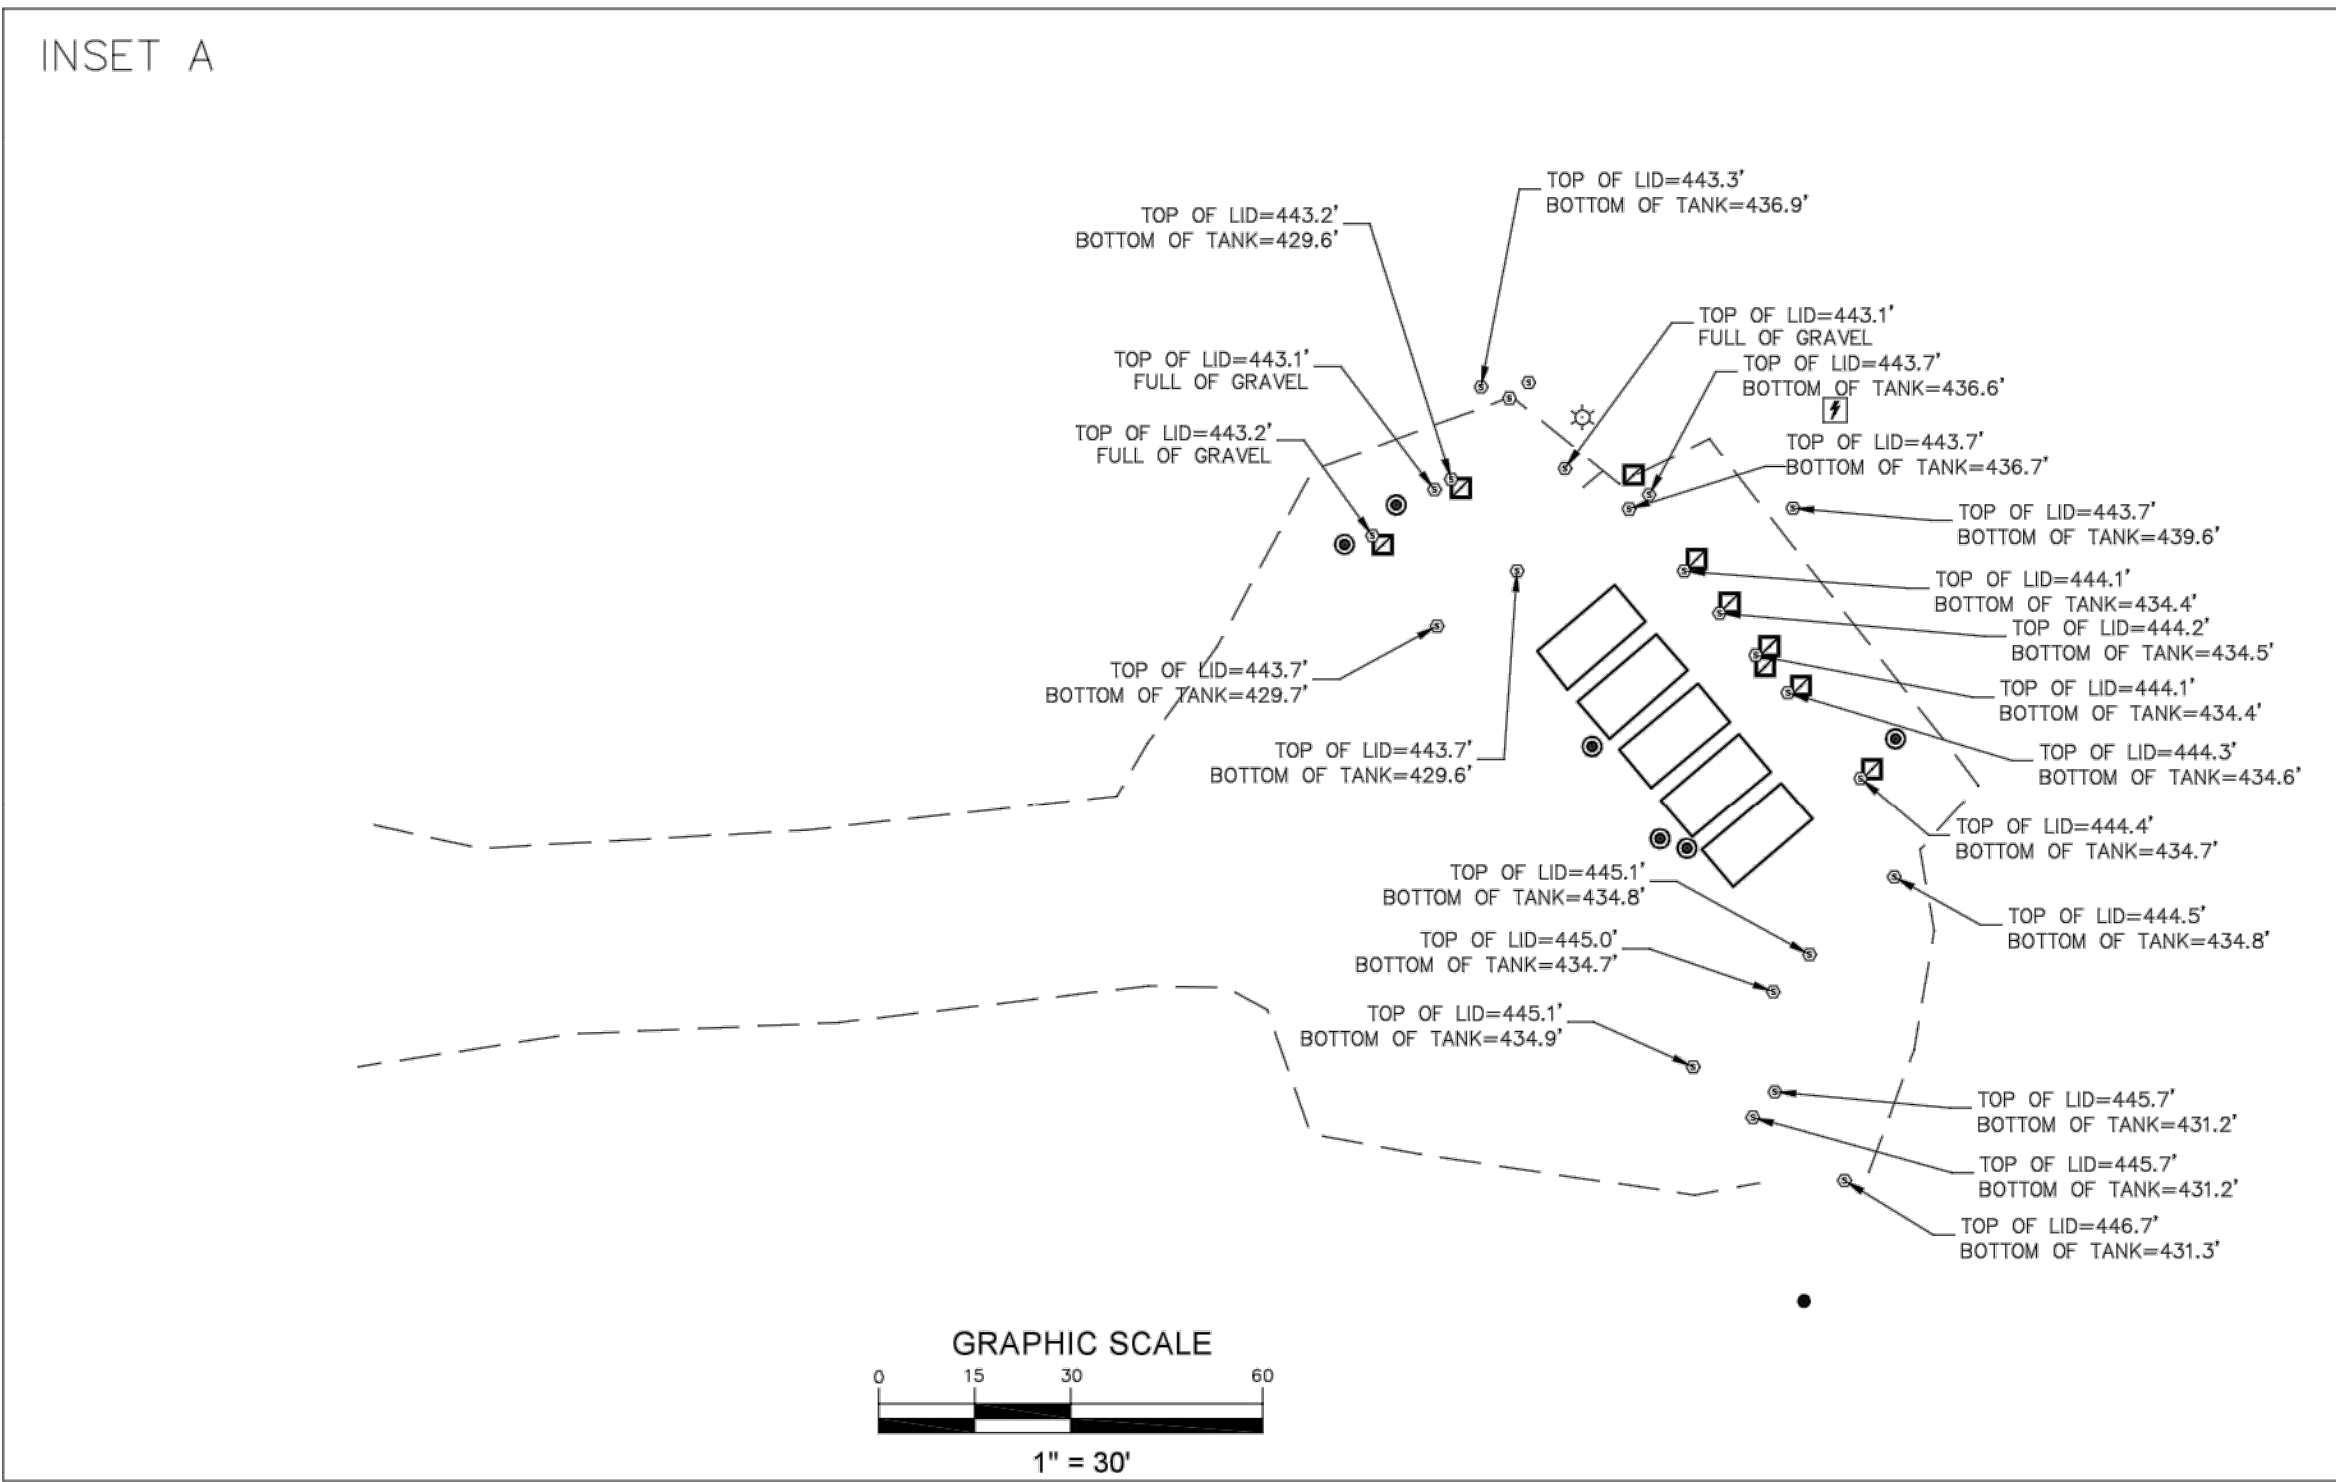 INSET A
TOP OF LID=443.3'
BOTTOM OF TANK=436.9'
TOP OF LID=443.2'
BOTTOM OF TANK=429.6'
TOP OF LID=443.1'
FULL OF GRAVEL
TOP OF LID=443.1'
FULL OF GRAVEL
TOP OF LID=443.7'
BOTTOM OF TANK=436.6'
TOP OF LID=443.2'
FULL OF GRAVEL
TOP OF LID=443.7'
BOTTOM OF TANK=436.7'
TOP OF LID=443.7'
BOTTOM OF TANK=439.6'
TOP OF LID=444.1'
BOTTOM OF TANK=434.4'
TOP OF LID=444.2'
BOTTOM OF TANK=434.5'
TOP OF LID=443.7'
BOTTOM OF TANK=429.7'
TOP OF LID=444.1'
BOTTOM OF TANK=434.4'
TOP OF LID=443.7'
BOTTOM OF TANK=429.6'
TOP OF LID=444.3'
BOTTOM OF TANK=434.6'
TOP OF LID=444.4'
BOTTOM OF TANK=434.7'
TOP OF LID=445.1'
BOTTOM OF TANK=434.8'
TOP OF LID=444.5'
BOTTOM OF TANK=434.8'
TOP OF LID=445.0'
BOTTOM OF TANK=434.7'
TOP OF LID=445.1'
BOTTOM OF TANK=434.9'
TOP OF LID=445.7'
BOTTOM OF TANK=431.2'
TOP OF LID=445.7'
BOTTOM OF TANK=431.2'
TOP OF LID=446.7'
BOTTOM OF TANK=431.3'
GRAPHIC SCALE
0 15 30 60
1" = 30'